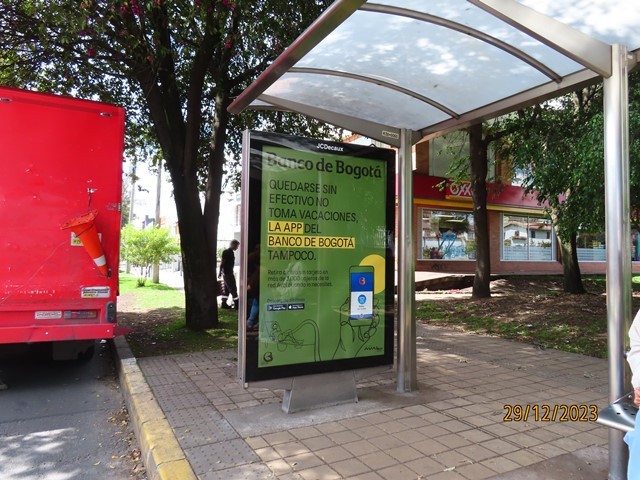 JCDecaux
Banco de Bogotá
QUEDARSE SIN
EFECTIVO NO
TOMA VACACIONES,
LA APP DEL
BANCO DE BOGOTÁ
TAMPOCO.
OXXO
29/12/2023